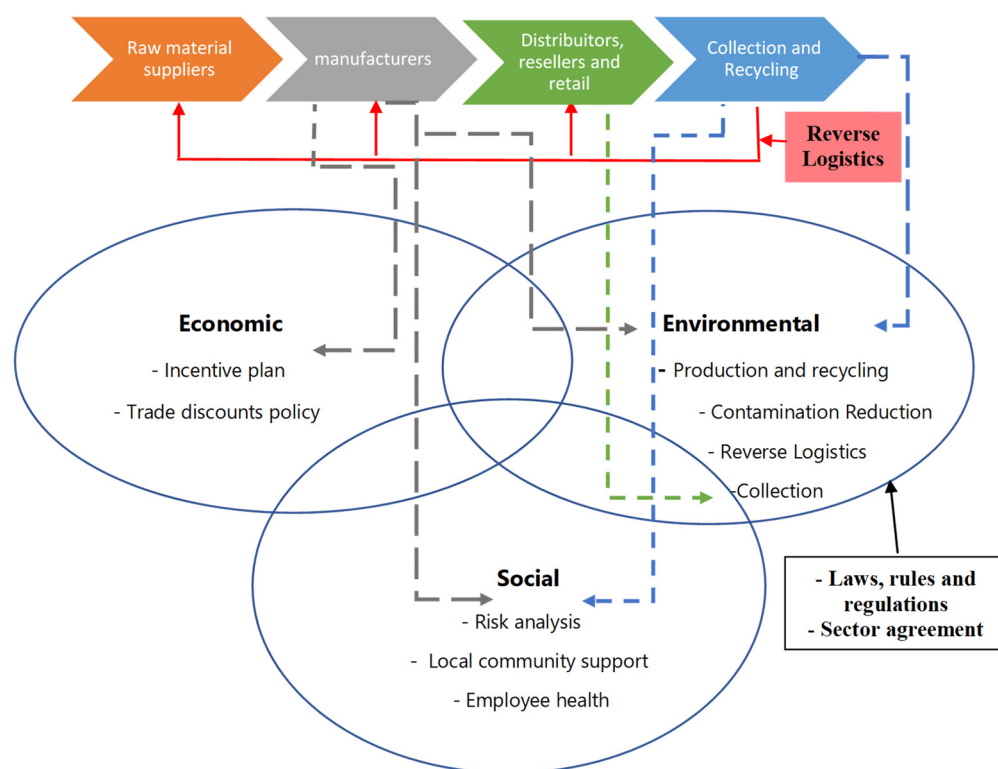 Raw material
suppliers
manufacturers
Distribuitors,
resellers and
retail
Collection and
Recycling
Reverse
Logistics
Economic
- Incentive plan
- Trade discounts policy
Environmental
- Production and recycling
- Contamination Reduction
- Reverse Logistics
-Collection
Social
- Risk analysis
- Local community support
- Employee health
- Laws, rules and
regulations
- Sector agreement